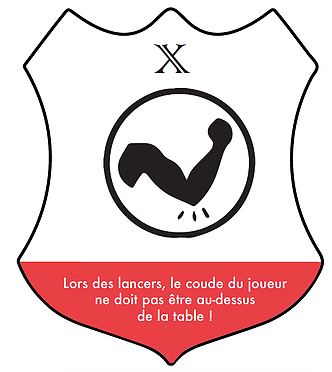 X
Lors des lancers, le coude du joueur
ne doit pas être au-dessus
de la table !